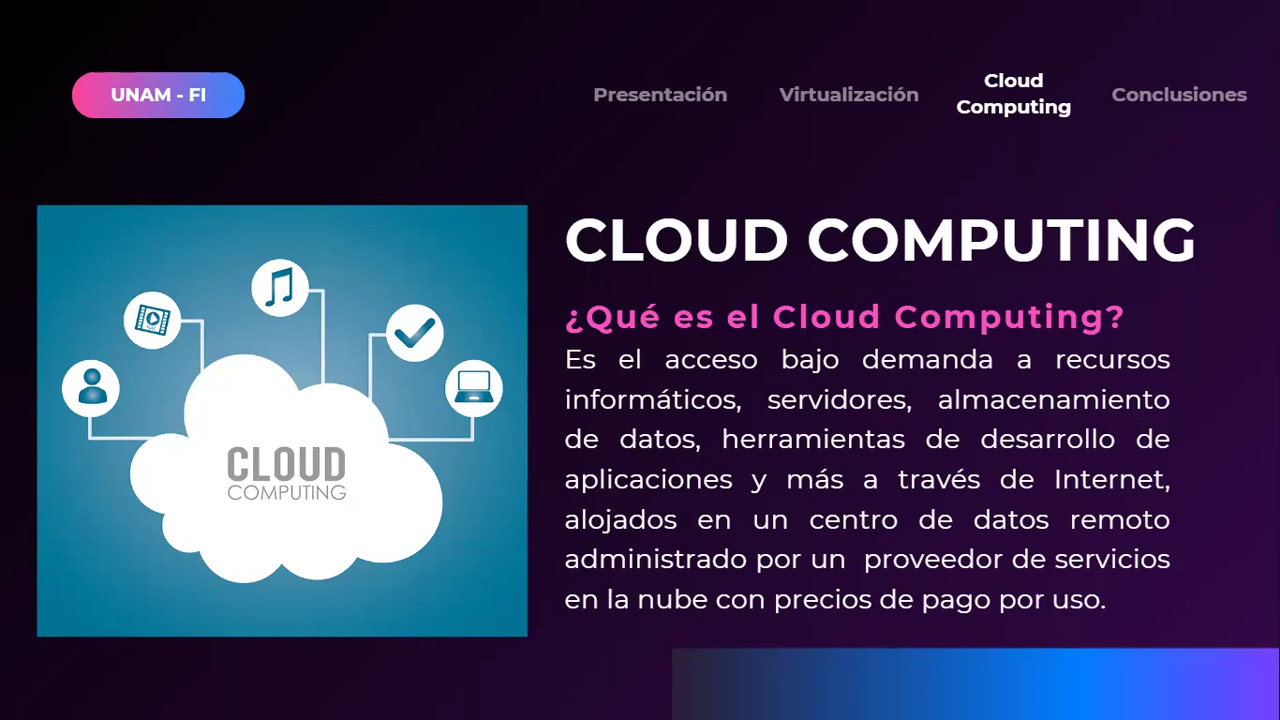 UNAM - FI
Presentación
Virtualización
Cloud
Computing
Conclusiones
CLOUD COMPUTING
¿Qué es el Cloud Computing?
Es el acceso bajo demanda a recursos
informáticos, servidores, almacenamiento
de datos, herramientas de desarrollo de
aplicaciones y más a través de Internet,
alojados en un centro de datos remoto
administrado por un proveedor de servicios
en la nube con precios de pago por uso.
CLOUD
COMPUTING